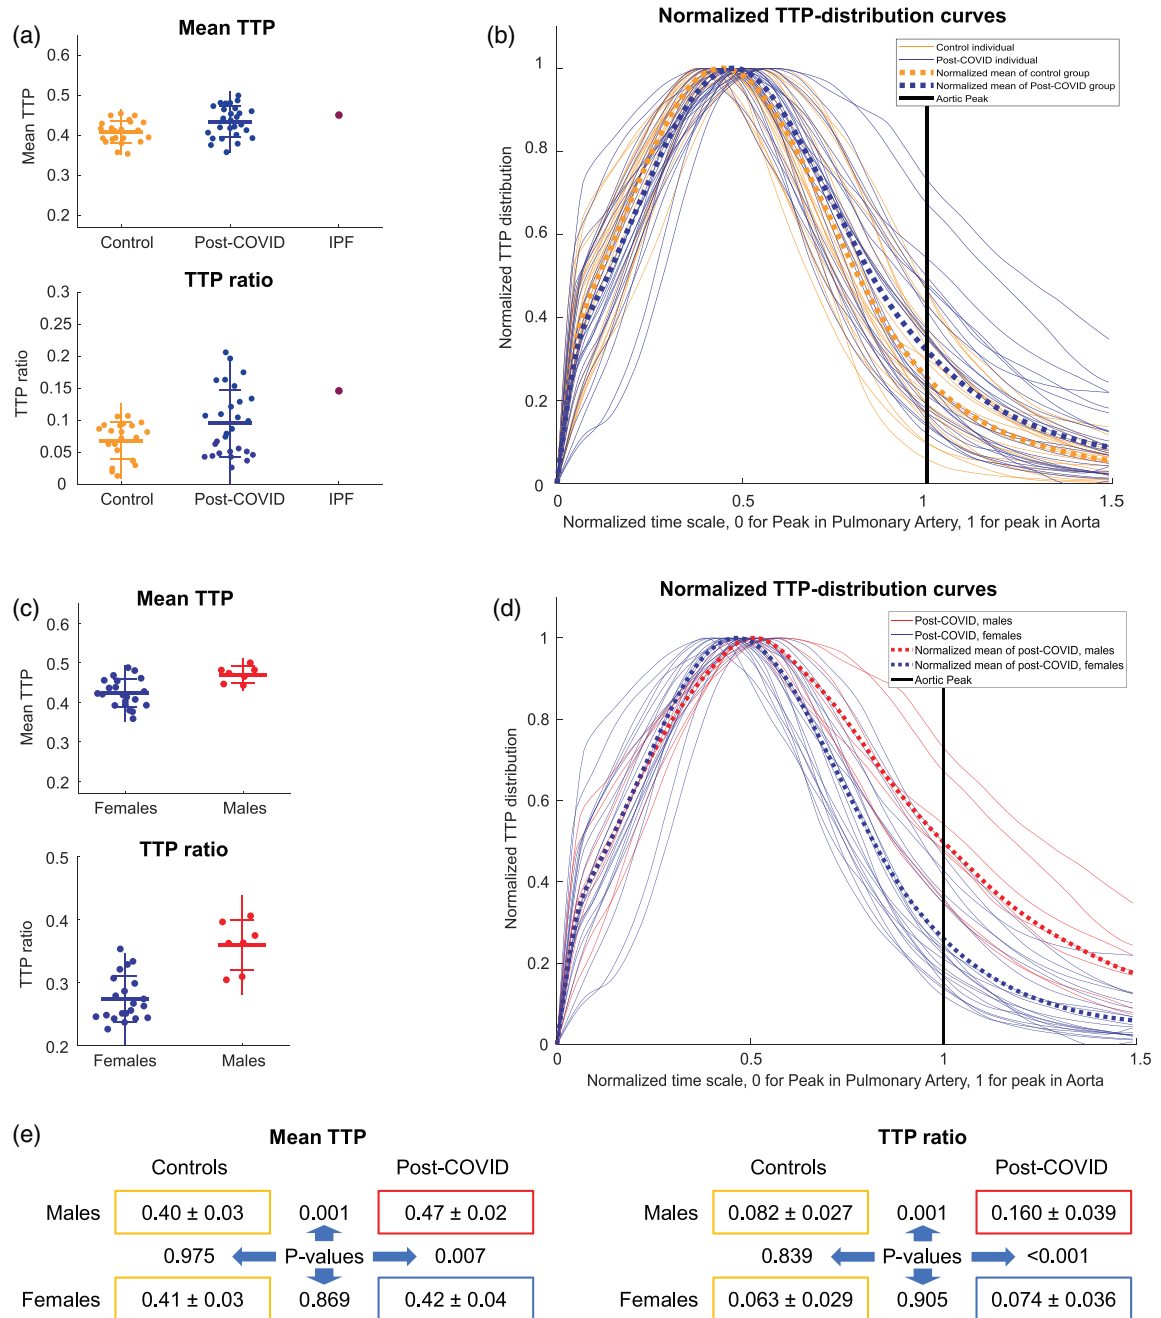 (a)
Mean TTP
0.6
0.5
0.4
0.3
0.2
Mean TTP
Control
Post-COVID
IPF
TTP ratio
0.3
0.25
0.2
0.15
0.1
0.05
0
TTP ratio
Control
Post-COVID
IPF
(b)
Normalized TTP-distribution curves
Control individual
Post-COVID individual
Normalized mean of control group
Normalized mean of Post-COVID group
Aortic Peak
1
0.8
0.6
0.4
0.2
0
Normalized TTP distribution
0
0.5
1
1.5
Normalized time scale, 0 for Peak in Pulmonary Artery, 1 for peak in Aorta
(c)
Mean TTP
0.6
0.5
0.4
0.3
0.2
Mean TTP
Females
Males
TTP ratio
0.5
0.4
0.3
0.2
TTP ratio
Females
Males
(d)
Normalized TTP-distribution curves
Post-COVID, males
Post-COVID, females
Normalized mean of post-COVID, males
Normalized mean of post-COVID, females
Aortic Peak
1
0.8
0.6
0.4
0.2
0
Normalized TTP distribution
0
0.5
1
1.5
Normalized time scale, 0 for Peak in Pulmonary Artery, 1 for peak in Aorta
(e)
Mean TTP
Controls
Post-COVID
Males
0.40 ± 0.03
0.001
0.47 ± 0.02
0.975
P-values
0.007
Females
0.41 ± 0.03
0.869
0.42 ± 0.04
TTP ratio
Controls
Post-COVID
Males
0.082 ± 0.027
0.001
0.160 ± 0.039
0.839
P-values
<0.001
Females
0.063 ± 0.029
0.905
0.074 ± 0.036